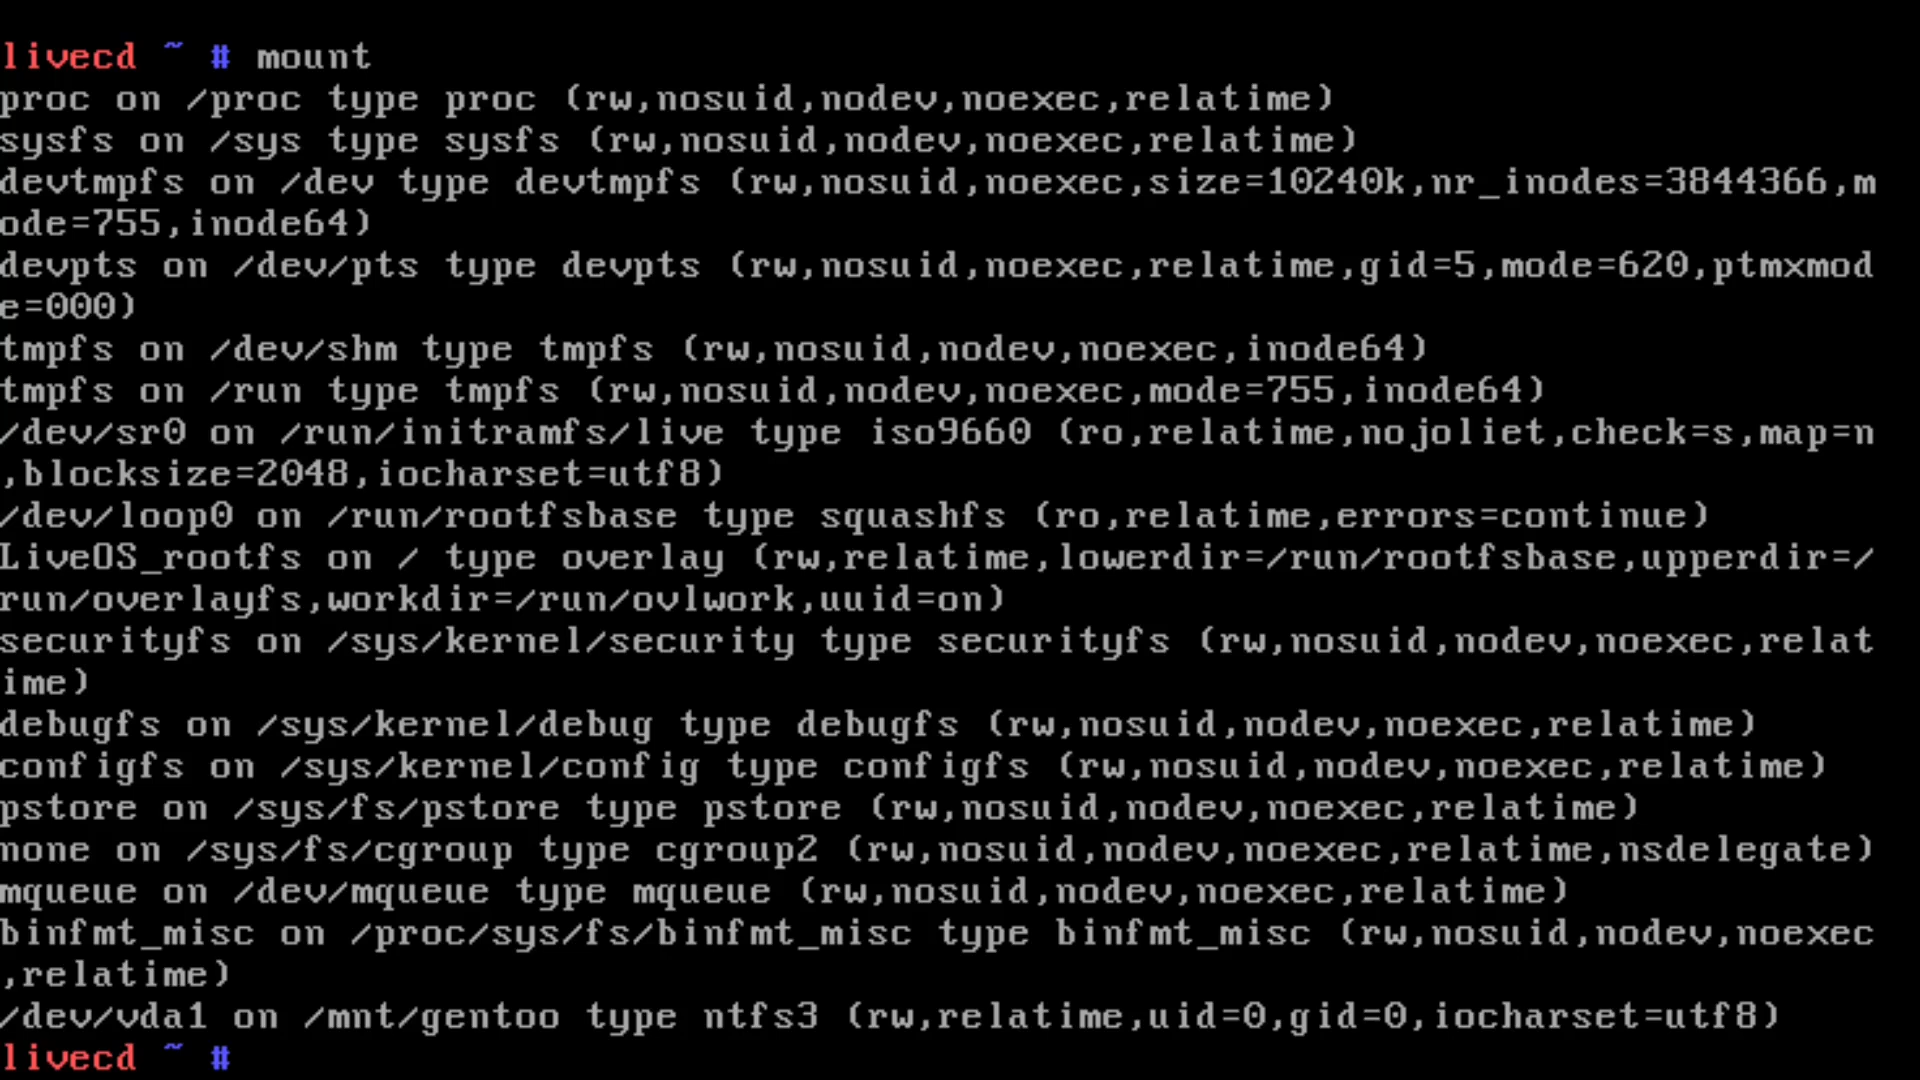 livecd ~ # mount
proc on /proc type proc (rw,nosuid,nodev,noexec,relatime)
sysfs on /sys type sysfs (rw,nosuid,nodev,noexec,relatime)
devtmpfs on /dev type devtmpfs (rw,nosuid,noexec,size=10240k,nr_inodes=3844366,m
ode=755,inode64)
devpts on /dev/pts type devpts (rw,nosuid,noexec,relatime,gid=5,mode=620,ptmxmod
e=000)
tmpfs on /dev/shm type tmpfs (rw,nosuid,nodev,noexec,inode64)
tmpfs on /run type tmpfs (rw,nosuid,nodev,noexec,mode=755,inode64)
/dev/sr0 on /run/initramfs/live type iso9660 (ro,relatime,nojoliet,check=s,map=n
,blocksize=2048,iocharset=utf8)
/dev/loop0 on /run/rootfsbase type squashfs (ro,relatime,errors=continue)
LiveOS_rootfs on / type overlay (rw,relatime,lowerdir=/run/rootfsbase,upperdir=/
run/overlayfs,workdir=/run/ovlwork,uuid=on)
securityfs on /sys/kernel/security type securityfs (rw,nosuid,nodev,noexec,relat
ime)
debugfs on /sys/kernel/debug type debugfs (rw,nosuid,nodev,noexec,relatime)
configfs on /sys/kernel/config type configfs (rw,nosuid,nodev,noexec,relatime)
pstore on /sys/fs/pstore type pstore (rw,nosuid,nodev,noexec,relatime)
none on /sys/fs/cgroup type cgroup2 (rw,nosuid,nodev,noexec,relatime,nsdelegate)
mqueue on /dev/mqueue type mqueue (rw,nosuid,nodev,noexec,relatime)
binfmt_misc on /proc/sys/fs/binfmt_misc type binfmt_misc (rw,nosuid,nodev,noexec
,relatime)
/dev/vda1 on /mnt/gentoo type ntfs3 (rw,relatime,uid=0,gid=0,iocharset=utf8)
livecd ~ #